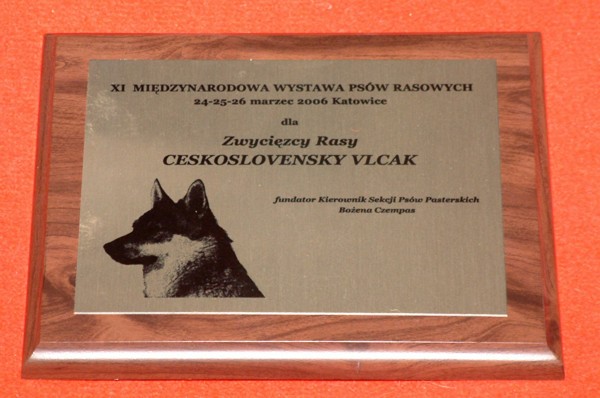 XI MIĘDZYNARODOWA WYSTAWA PSÓW RASOWYCH
24-25-26 marzec 2006 Katowice
dla
Zwycięzcy Rasy
CESKOSLOVENSKY VLCAK
fundator Kierownik Sekcji Psów Pasterskich
Bożena Czempas